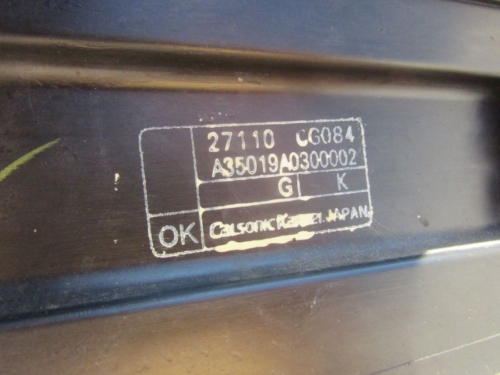 27110 CG084
A35019A0300002
G K
OK Calsonic Kansei JAPAN